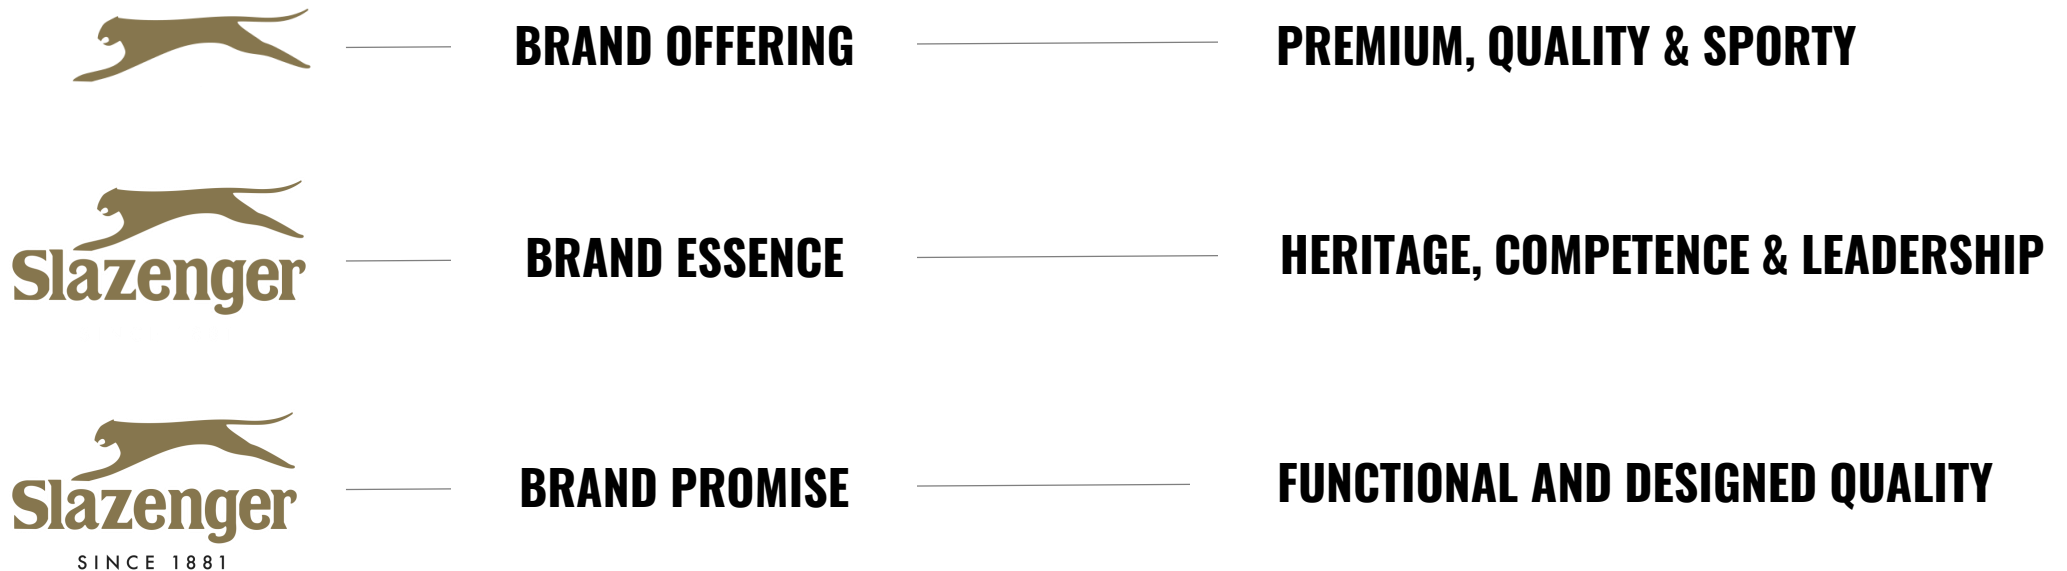 BRAND OFFERING PREMIUM, QUALITY & SPORTY
Slazenger BRAND ESSENCE HERITAGE, COMPETENCE & LEADERSHIP
Slazenger BRAND PROMISE FUNCTIONAL AND DESIGNED QUALITY
SINCE 1881